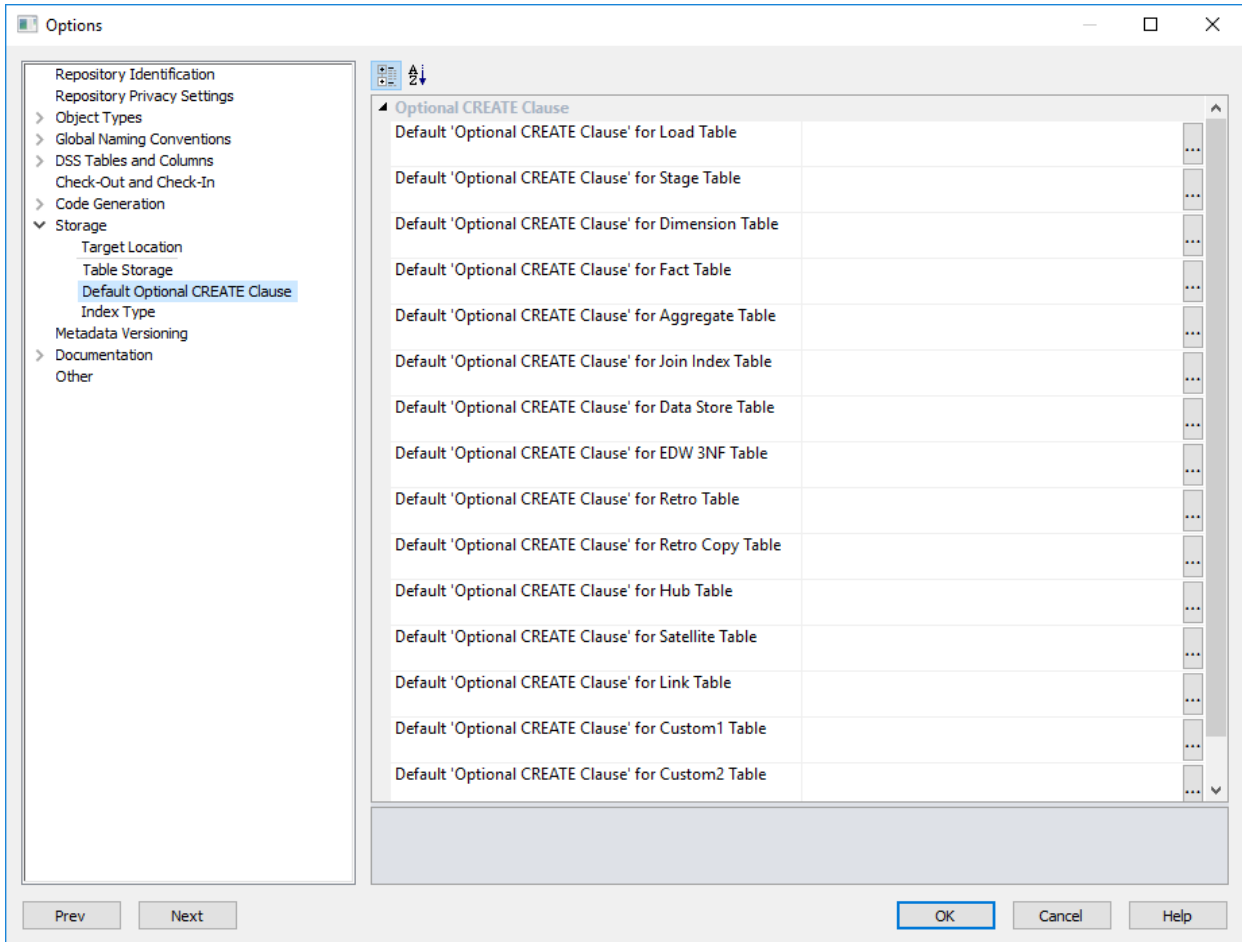 Options
Repository Identification
Repository Privacy Settings
Object Types
Global Naming Conventions
DSS Tables and Columns
Check-Out and Check-In
Code Generation
Storage
Target Location
Table Storage
Default Optional CREATE Clause
Index Type
Metadata Versioning
Documentation
Other
Optional CREATE Clause
Default 'Optional CREATE Clause' for Load Table
...
Default 'Optional CREATE Clause' for Stage Table
...
Default 'Optional CREATE Clause' for Dimension Table
...
Default 'Optional CREATE Clause' for Fact Table
...
Default 'Optional CREATE Clause' for Aggregate Table
...
Default 'Optional CREATE Clause' for Join Index Table
...
Default 'Optional CREATE Clause' for Data Store Table
...
Default 'Optional CREATE Clause' for EDW 3NF Table
...
Default 'Optional CREATE Clause' for Retro Table
...
Default 'Optional CREATE Clause' for Retro Copy Table
...
Default 'Optional CREATE Clause' for Hub Table
...
Default 'Optional CREATE Clause' for Satellite Table
...
Default 'Optional CREATE Clause' for Link Table
...
Default 'Optional CREATE Clause' for Custom1 Table
...
Default 'Optional CREATE Clause' for Custom2 Table
...
Prev Next OK Cancel Help